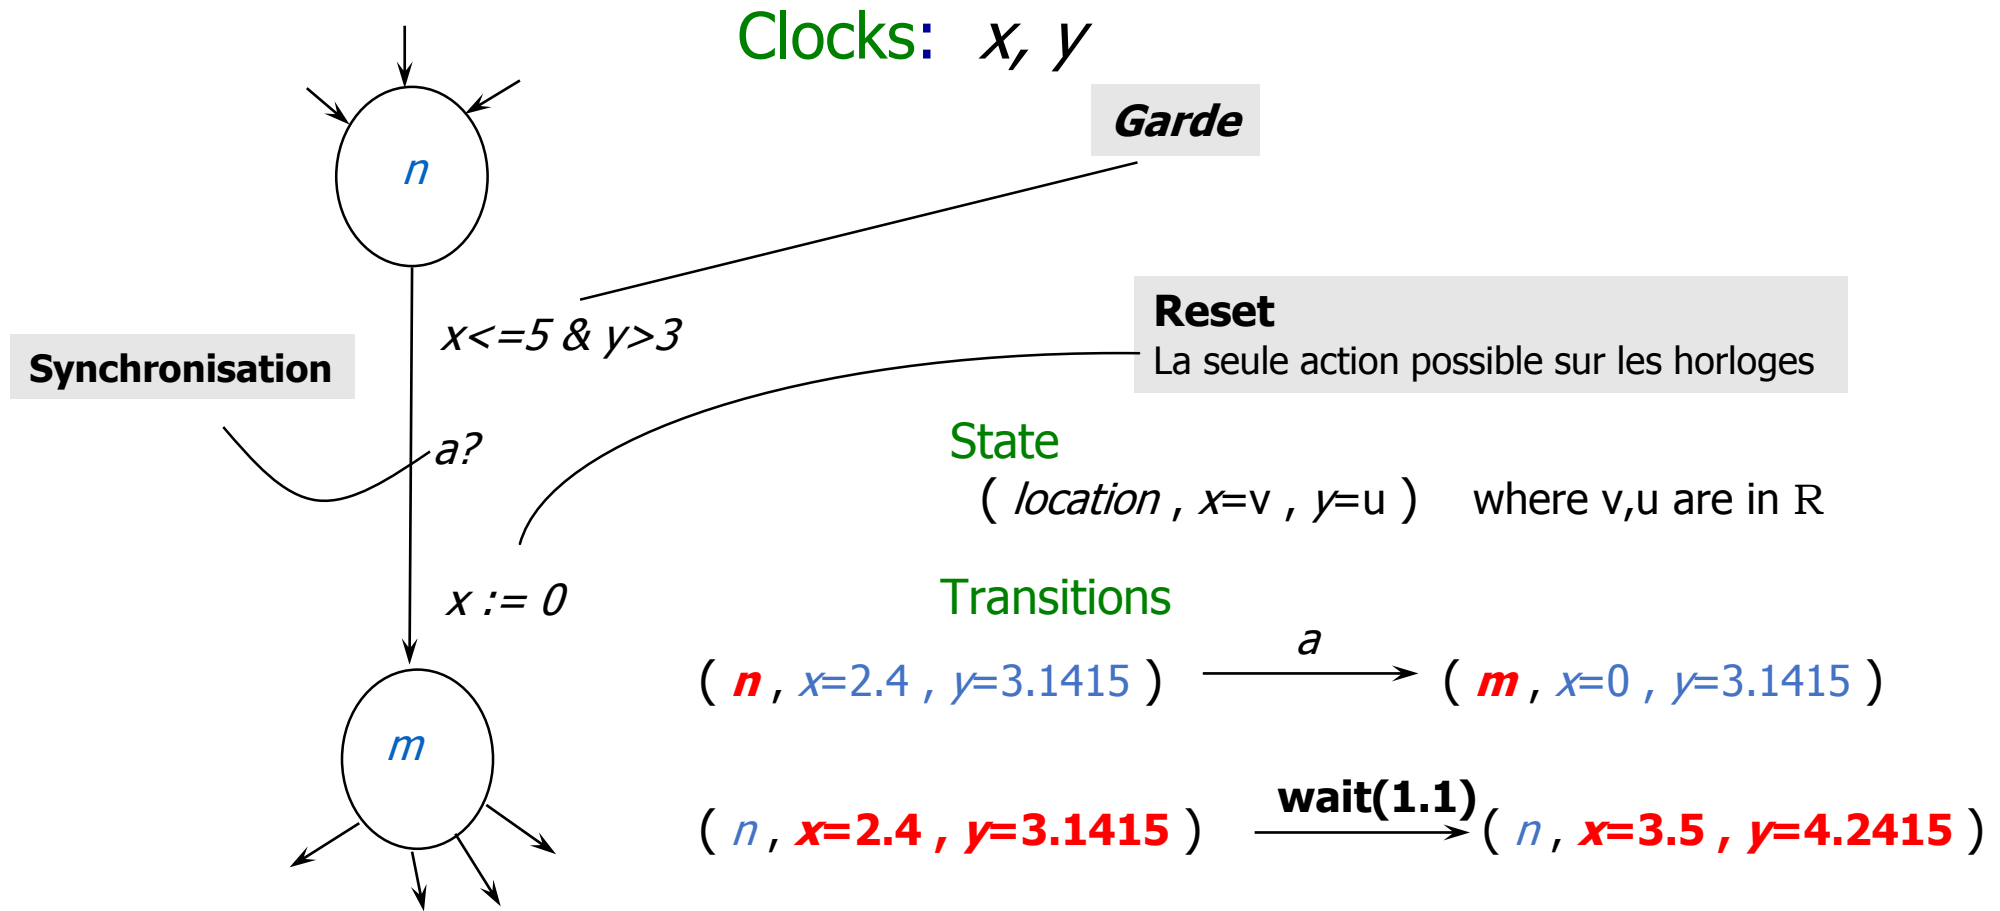 Clocks: x, y
Garde
n
x<=5 & y>3
Reset
La seule action possible sur les horloges
Synchronisation
a?
State
( location , x=v , y=u ) where v,u are in R
x := 0
Transitions
a
( n , x=2.4 , y=3.1415 ) ( m , x=0 , y=3.1415 )
m
wait(1.1)
( n , x=2.4 , y=3.1415 ) ( n , x=3.5 , y=4.2415 )